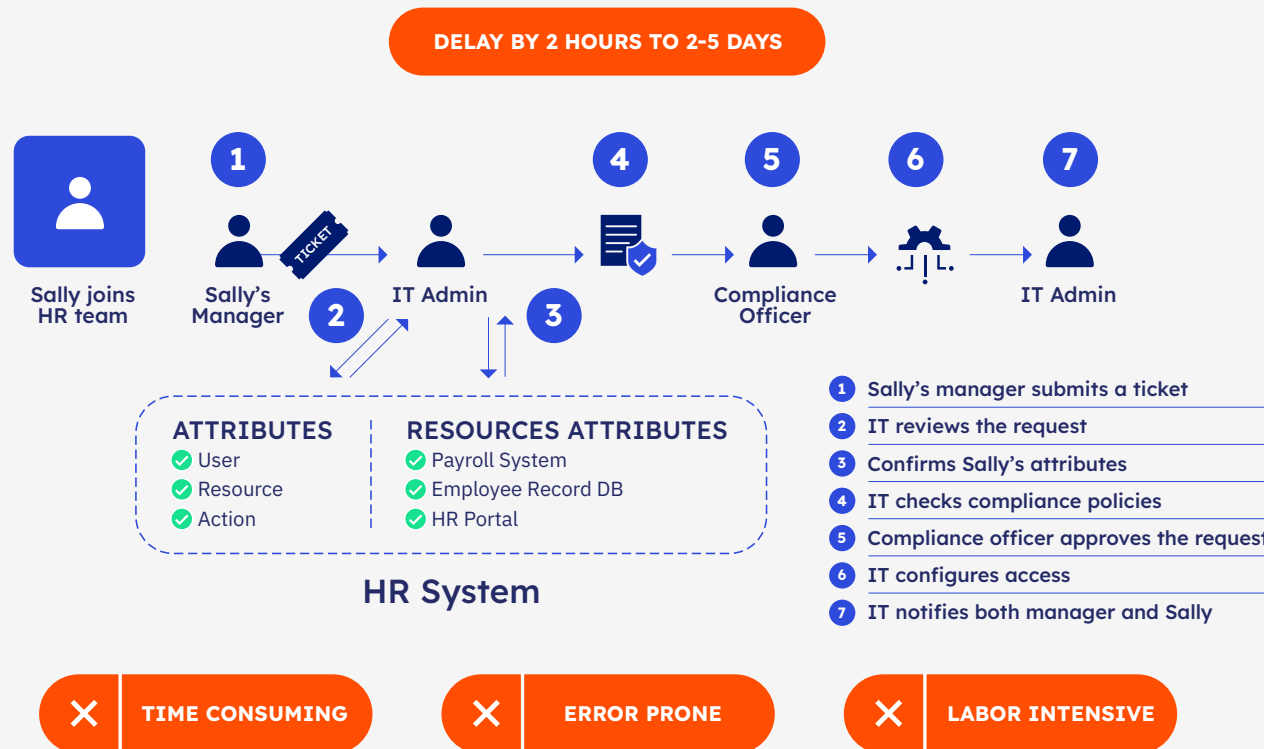 DELAY BY 2 HOURS TO 2-5 DAYS
1
4
5
6
7
TICKET
Sally joins
HR team
Sally's
Manager
2
IT Admin
3
Compliance
Officer
IT Admin
ATTRIBUTES
User
Resource
Action
RESOURCES ATTRIBUTES
Payroll System
Employee Record DB
HR Portal
HR System
1 Sally's manager submits a ticket
2 IT reviews the request
3 Confirms Sally's attributes
4 IT checks compliance policies
5 Compliance officer approves the request
6 IT configures access
7 IT notifies both manager and Sally
TIME CONSUMING
ERROR PRONE
LABOR INTENSIVE